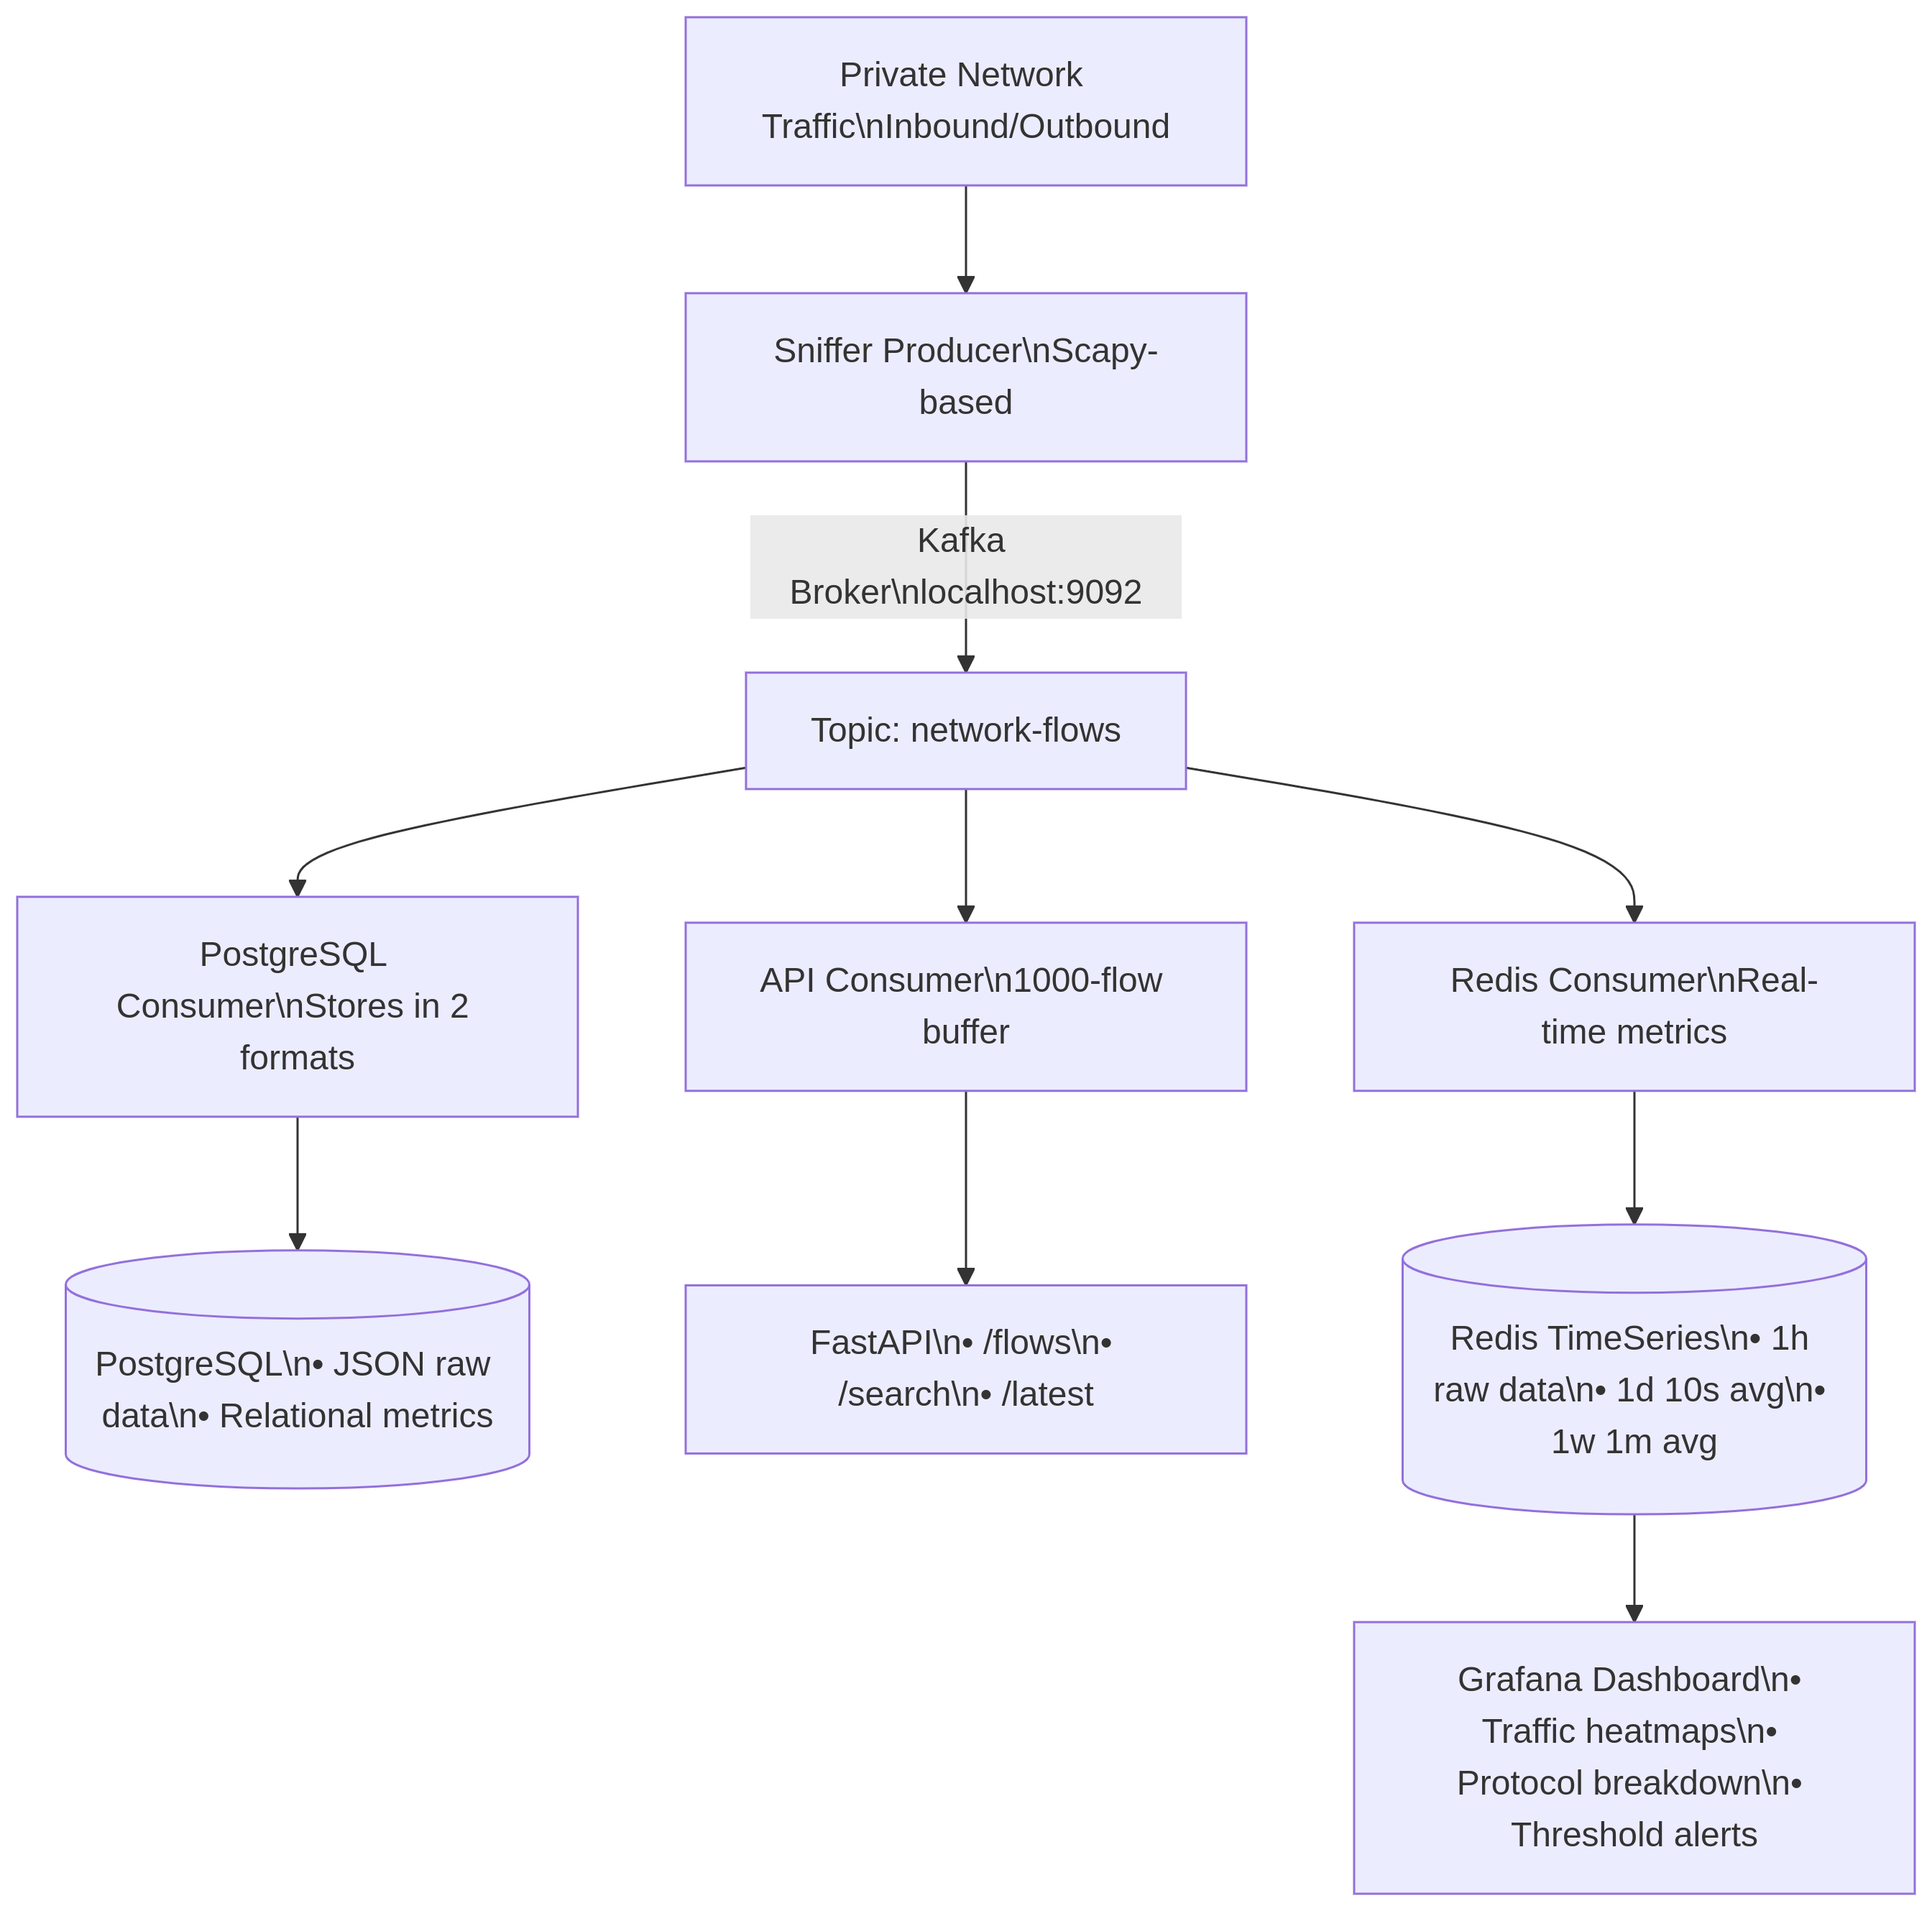 Private Network
Traffic\nInbound/Outbound
Sniffer Producer\nScapy-
based
Kafka
Broker\nlocalhost:9092
Topic: network-flows
PostgreSQL
Consumer\nStores in 2
formats
API Consumer\n1000-flow
buffer
Redis Consumer\nReal-
time metrics
PostgreSQL\n• JSON raw
data\n• Relational metrics
FastAPI\n• /flows\n•
/search\n• /latest
Redis TimeSeries\n• 1h
raw data\n• 1d 10s avg\n•
1w 1m avg
Grafana Dashboard\n•
Traffic heatmaps\n•
Protocol breakdown\n•
Threshold alerts